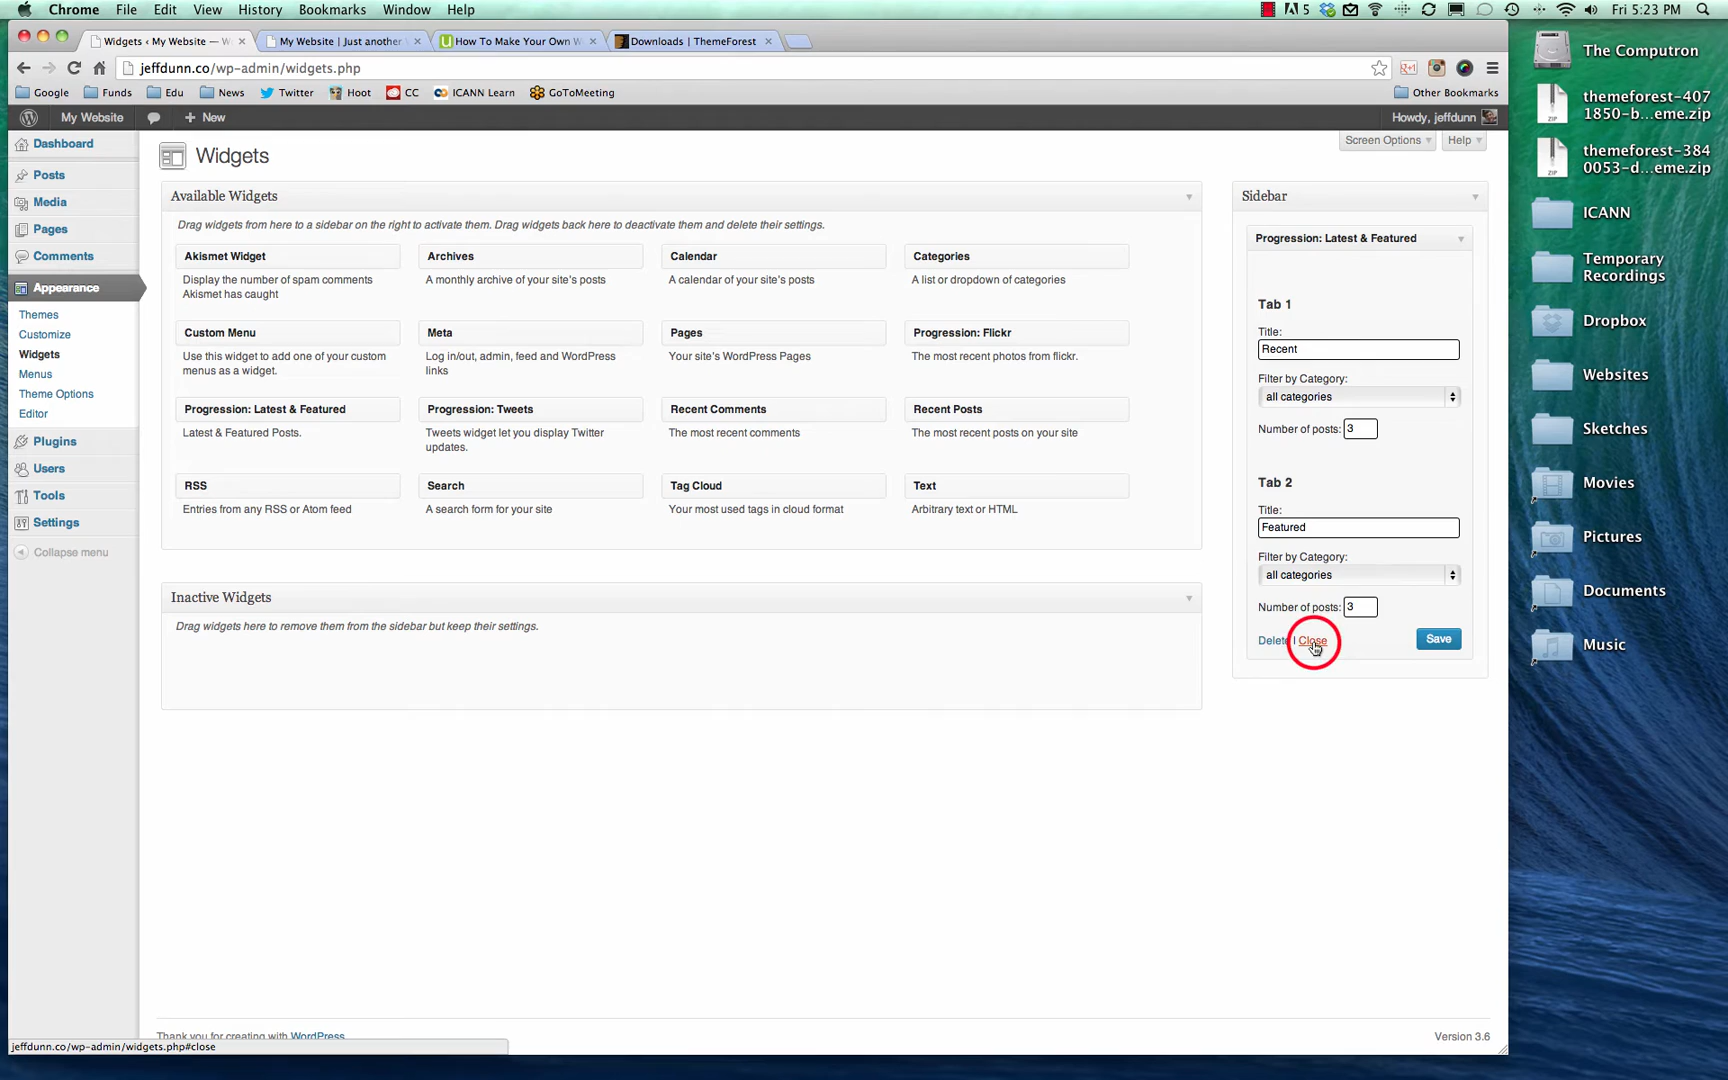 Chrome File Edit View History Bookmarks Window Help
5 Fri 5:23 PM
Widgets ‹ My Website — W
My Website | Just another
How To Make Your Own W
Downloads | ThemeForest
jeffdunn.co/wp-admin/widgets.php
Google Funds Edu News Twitter Hoot CC ICANN Learn GoToMeeting Other Bookmarks
My Website + New Howdy, jeffdunn
Screen Options Help
Dashboard
Posts
Media
Pages
Comments
Appearance
Themes
Customize
Widgets
Menus
Theme Options
Editor
Plugins
Users
Tools
Settings
Collapse menu
Widgets
Available Widgets
Drag widgets from here to a sidebar on the right to activate them. Drag widgets back here to deactivate them and delete their settings.
Akismet Widget
Display the number of spam comments
Akismet has caught
Archives
A monthly archive of your site's posts
Calendar
A calendar of your site's posts
Categories
A list or dropdown of categories
Custom Menu
Use this widget to add one of your custom
menus as a widget.
Meta
Log in/out, admin, feed and WordPress
links
Pages
Your site's WordPress Pages
Progression: Flickr
The most recent photos from flickr.
Progression: Latest & Featured
Latest & Featured Posts.
Progression: Tweets
Tweets widget let you display Twitter
updates.
Recent Comments
The most recent comments
Recent Posts
The most recent posts on your site
RSS
Entries from any RSS or Atom feed
Search
A search form for your site
Tag Cloud
Your most used tags in cloud format
Text
Arbitrary text or HTML
Inactive Widgets
Drag widgets here to remove them from the sidebar but keep their settings.
Sidebar
Progression: Latest & Featured
Tab 1
Title:
Recent
Filter by Category:
all categories
Number of posts: 3
Tab 2
Title:
Featured
Filter by Category:
all categories
Number of posts: 3
Delete | Close Save
Thank you for creating with WordPress
Version 3.6
jeffdunn.co/wp-admin/widgets.php#close
The Computron
ZIP
themeforest-407
1850-b...eme.zip
ZIP
themeforest-384
0053-d...eme.zip
ICANN
Temporary
Recordings
Dropbox
Websites
Sketches
Movies
Pictures
Documents
Music